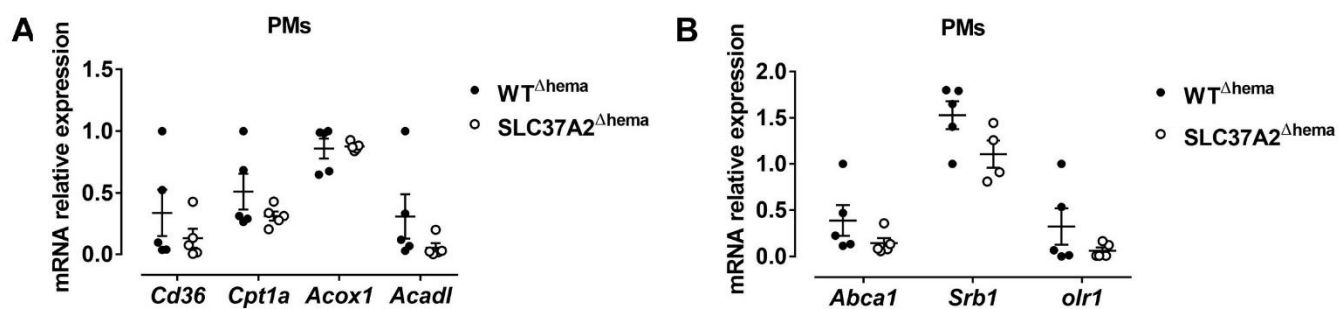 A
PMs
mRNA relative expression
1.5
1.0
0.5
0.0
Cd36 Cpt1a Acox1 Acadl
WT^Δhema
SLC37A2^Δhema
B
PMs
mRNA relative expression
2.0
1.5
1.0
0.5
0.0
Abca1 Srb1 olr1
WT^Δhema
SLC37A2^Δhema